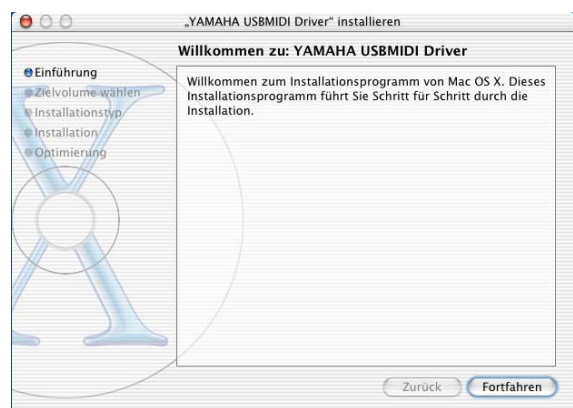 „YAMAHA USBMIDI Driver“ installieren
Willkommen zu: YAMAHA USBMIDI Driver
Einführung
Zielvolume wählen
Installationstyp
Installation
Optimierung
Willkommen zum Installationsprogramm von Mac OS X. Dieses
Installationsprogramm führt Sie Schritt für Schritt durch die
Installation.
Zurück
Fortfahren